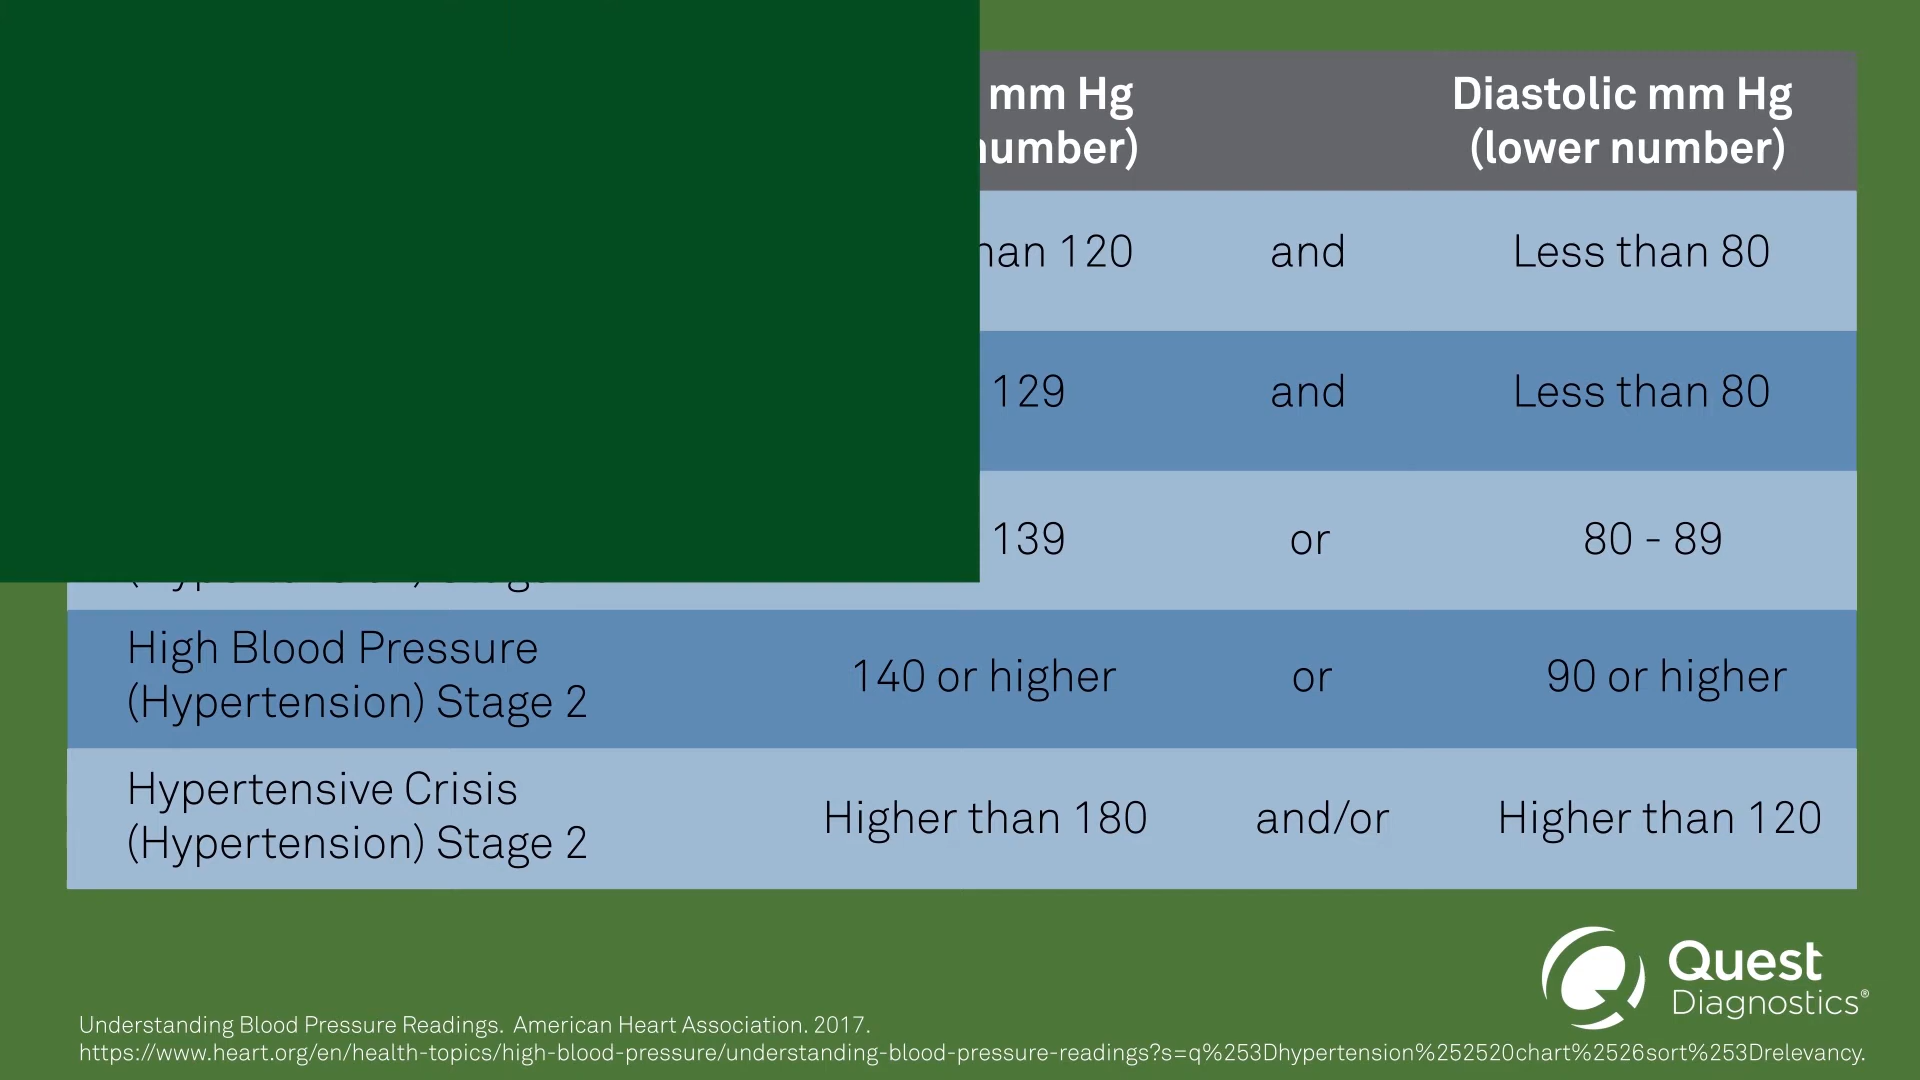 mm Hg
Diastolic mm Hg
(lower number)
120
and
Less than 80
129
and
Less than 80
139
or
80 - 89
High Blood Pressure
(Hypertension) Stage 2
140 or higher
or
90 or higher
Hypertensive Crisis
(Hypertension) Stage 2
Higher than 180
and/or
Higher than 120
Quest
Diagnostics®
Understanding Blood Pressure Readings. American Heart Association. 2017.
https://www.heart.org/en/health-topics/high-blood-pressure/understanding-blood-pressure-readings?s=q%253Dhypertension%252520chart%2526sort%253Drelevancy.